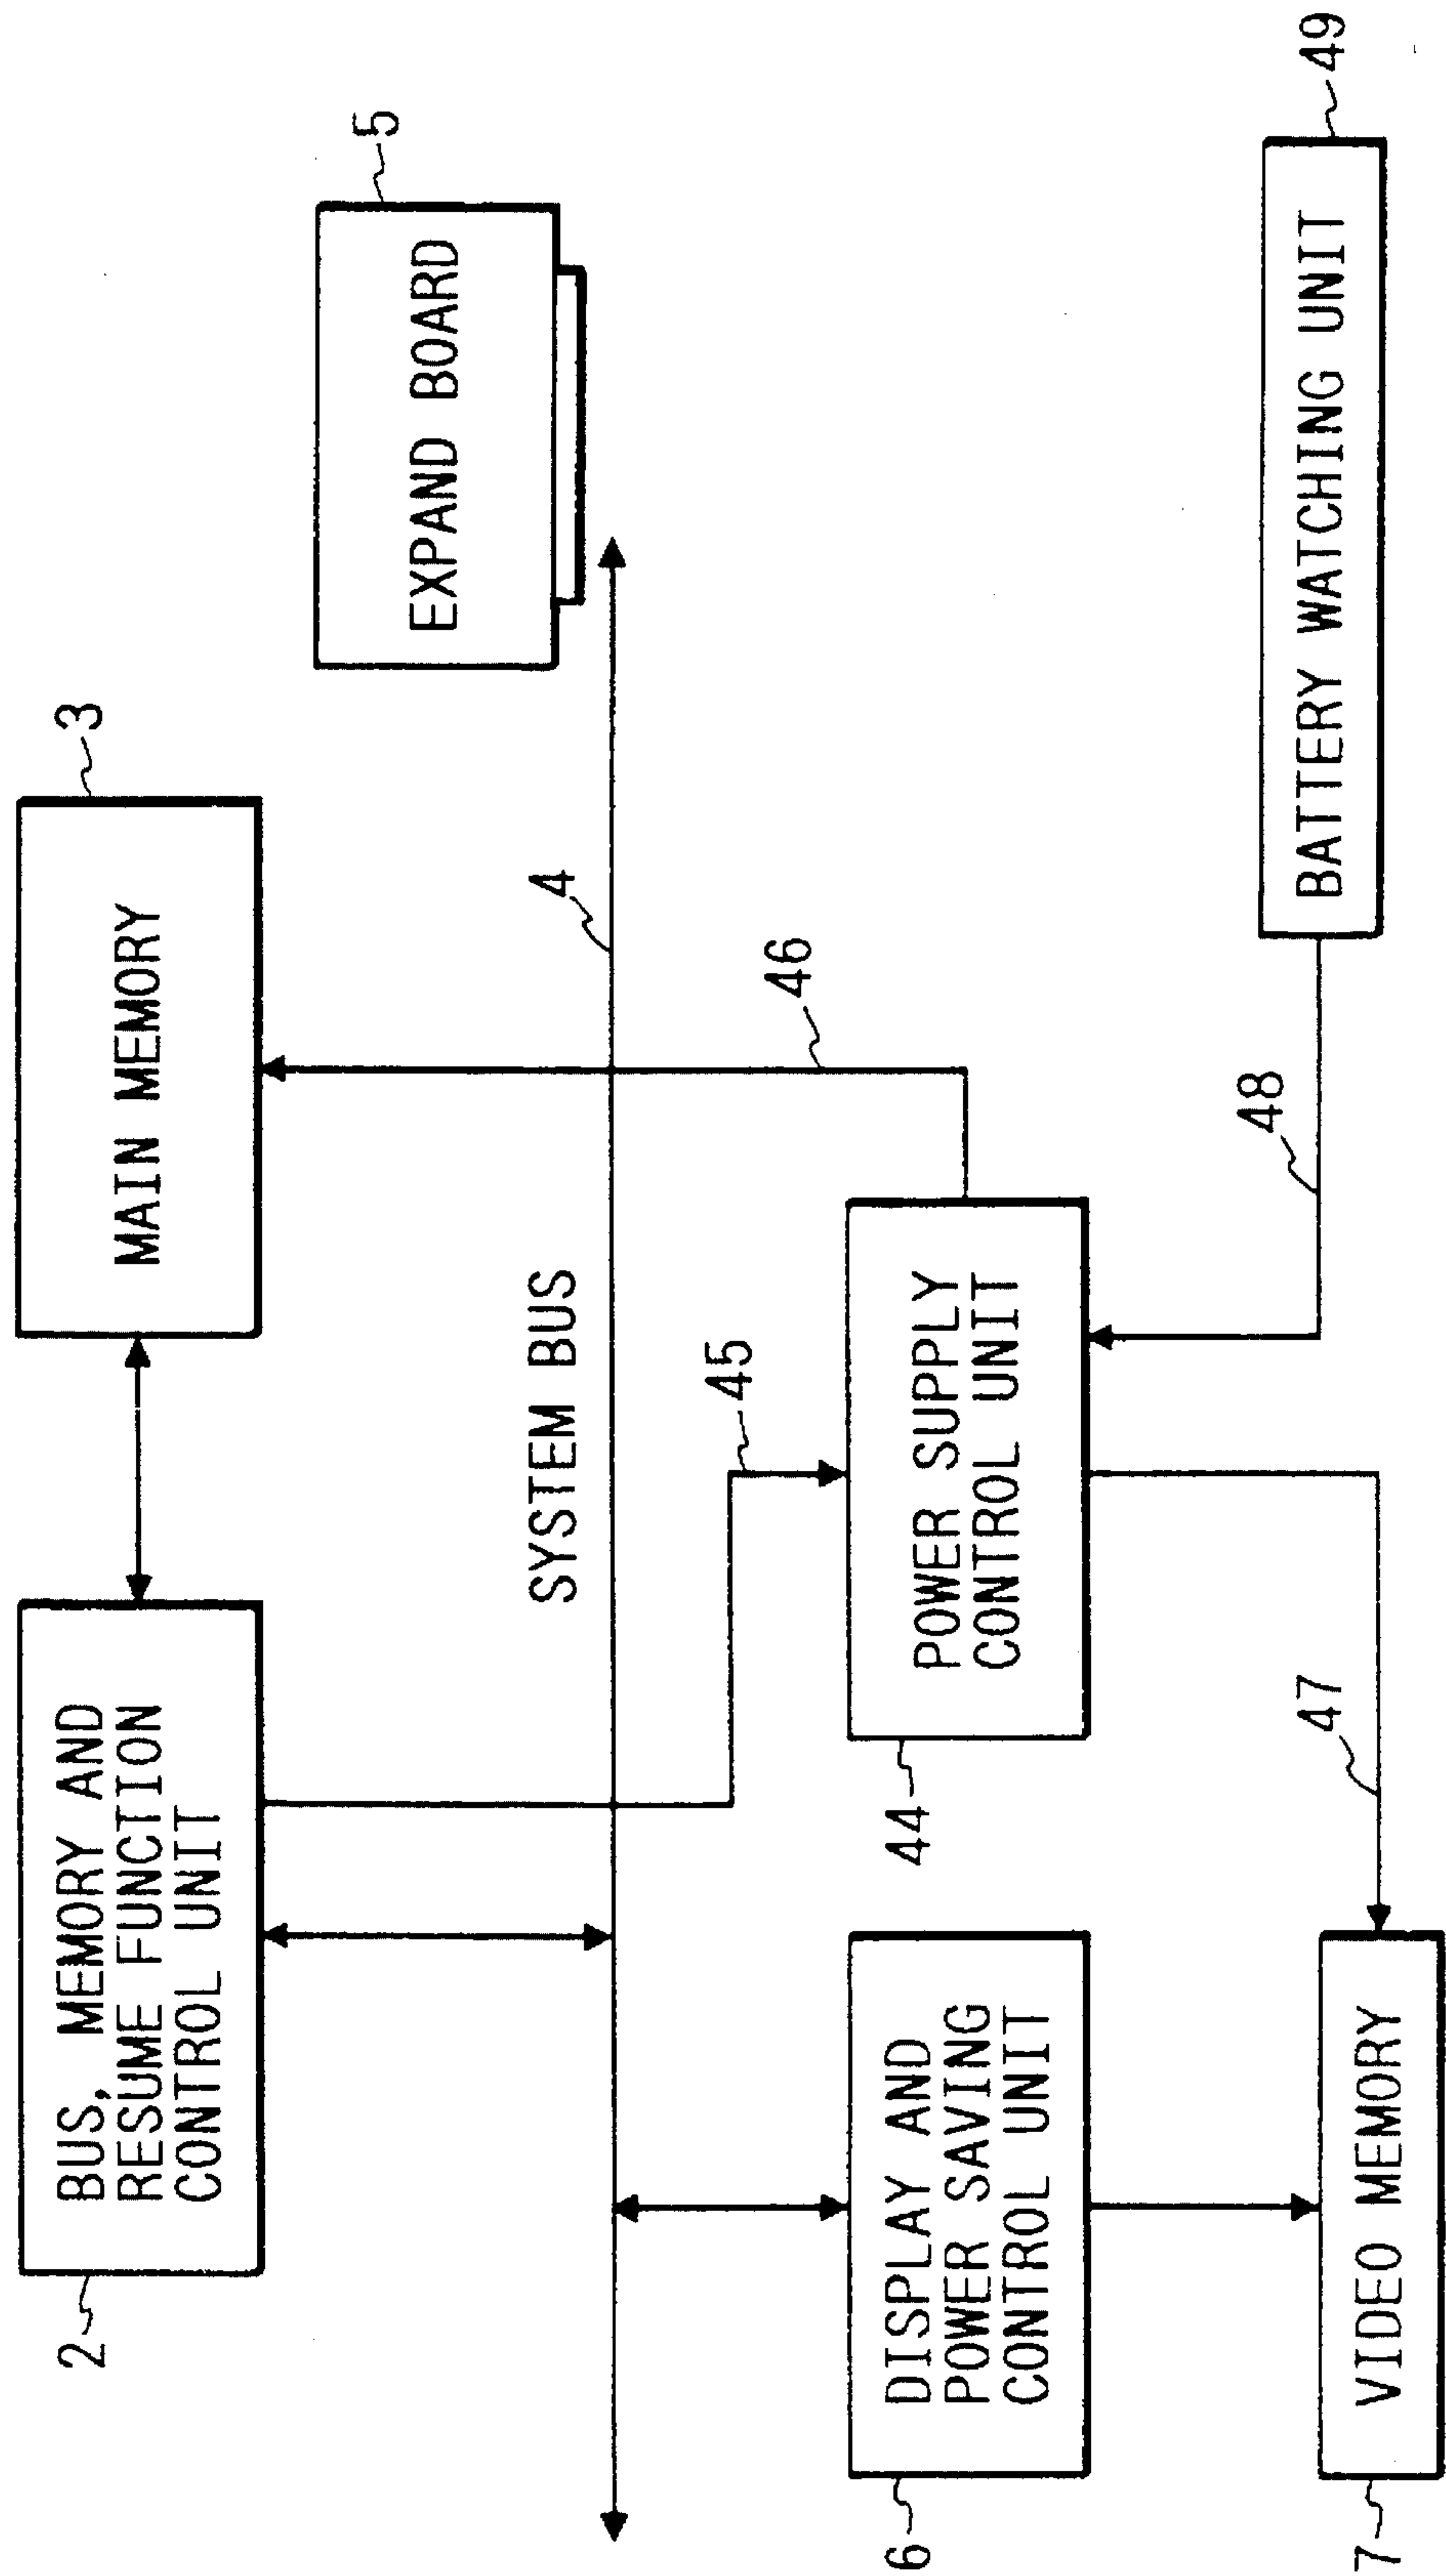 2
BUS, MEMORY AND
RESUME FUNCTION
CONTROL UNIT
MAIN MEMORY
3
EXPAND BOARD
5
SYSTEM BUS
4
45
46
6
DISPLAY AND
POWER SAVING
CONTROL UNIT
44
POWER SUPPLY
CONTROL UNIT
47
48
7
VIDEO MEMORY
BATTERY WATCHING UNIT
49